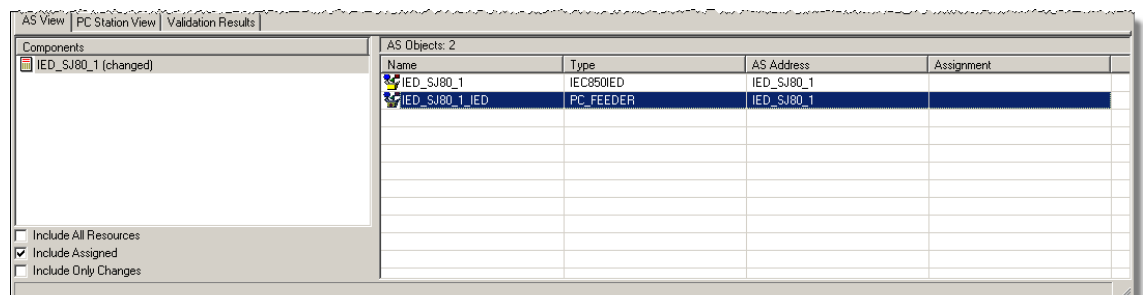 AS View PC Station View Validation Results
Components AS Objects: 2
IED_SJ80_1 (changed)
Name Type AS Address Assignment
IED_SJ80_1 IEC850IED IED_SJ80_1
IED_SJ80_1_IED PC_FEEDER IED_SJ80_1
Include All Resources
Include Assigned
Include Only Changes